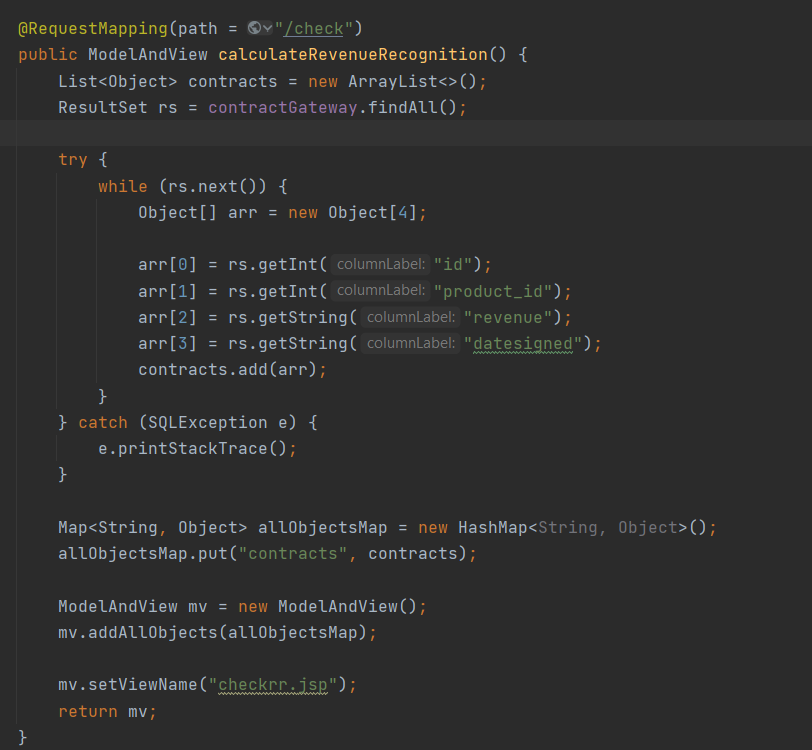 @RequestMapping(path = "/check")
public ModelAndView calculateRevenueRecognition() {
List<Object> contracts = new ArrayList<>();
ResultSet rs = contractGateway.findAll();
try {
while (rs.next()) {
Object[] arr = new Object[4];
arr[0] = rs.getInt( columnLabel: "id");
arr[1] = rs.getInt( columnLabel: "product_id");
arr[2] = rs.getString( columnLabel: "revenue");
arr[3] = rs.getString( columnLabel: "datesigned");
contracts.add(arr);
}
} catch (SQLException e) {
e.printStackTrace();
}
Map<String, Object> allObjectsMap = new HashMap<String, Object>();
allObjectsMap.put("contracts", contracts);
ModelAndView mv = new ModelAndView();
mv.addAllObjects(allObjectsMap);
mv.setViewName("checkrr.jsp");
return mv;
}